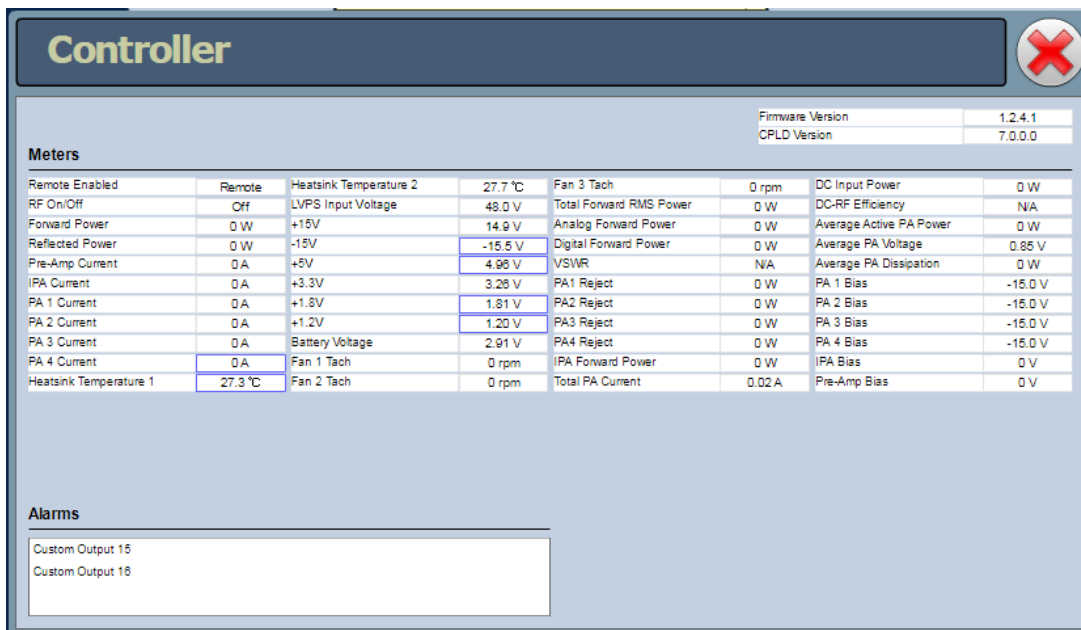 Controller
Firmware Version 1.2.4.1
CPLD Version 7.0.0.0
Meters
Remote Enabled Remote Heatsink Temperature 2 27.7 °C Fan 3 Tach 0 rpm DC Input Power 0 W
RF On/Off Off LVPS Input Voltage 48.0 V Total Forward RMS Power 0 W DC-RF Efficiency N/A
Forward Power 0 W +15V 14.9 V Analog Forward Power 0 W Average Active PA Power 0 W
Reflected Power 0 W -15V -15.5 V Digital Forward Power 0 W Average PA Voltage 0.85 V
Pre-Amp Current 0 A +5V 4.96 V VSWR N/A Average PA Dissipation 0 W
IPA Current 0 A +3.3V 3.26 V PA1 Reject 0 W PA 1 Bias -15.0 V
PA 1 Current 0 A +1.8V 1.81 V PA2 Reject 0 W PA 2 Bias -15.0 V
PA 2 Current 0 A +1.2V 1.20 V PA3 Reject 0 W PA 3 Bias -15.0 V
PA 3 Current 0 A Battery Voltage 2.91 V PA4 Reject 0 W PA 4 Bias -15.0 V
PA 4 Current 0 A Fan 1 Tach 0 rpm IPA Forward Power 0 W IPA Bias 0 V
Heatsink Temperature 1 27.3 °C Fan 2 Tach 0 rpm Total PA Current 0.02 A Pre-Amp Bias 0 V
Alarms
Custom Output 15
Custom Output 16